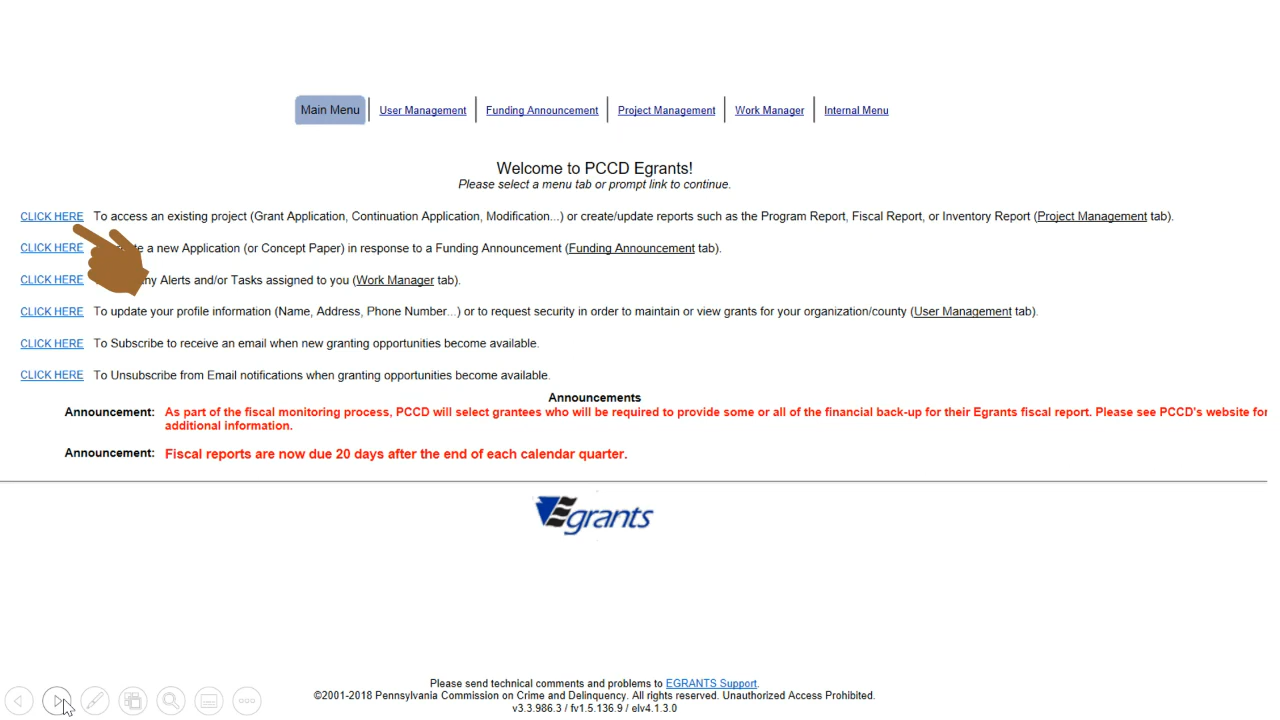 Main Menu User Management Funding Announcement Project Management Work Manager Internal Menu
Welcome to PCCD Egrants!
Please select a menu tab or prompt link to continue.
CLICK HERE To access an existing project (Grant Application, Continuation Application, Modification...) or create/update reports such as the Program Report, Fiscal Report, or Inventory Report (Project Management tab).
CLICK HERE a new Application (or Concept Paper) in response to a Funding Announcement (Funding Announcement tab).
CLICK HERE Alerts and/or Tasks assigned to you (Work Manager tab).
CLICK HERE To update your profile information (Name, Address, Phone Number...) or to request security in order to maintain or view grants for your organization/county (User Management tab).
CLICK HERE To Subscribe to receive an email when new granting opportunities become available.
CLICK HERE To Unsubscribe from Email notifications when granting opportunities become available.
Announcements
Announcement: As part of the fiscal monitoring process, PCCD will select grantees who will be required to provide some or all of the financial back-up for their Egrants fiscal report. Please see PCCD's website for
additional information.
Announcement: Fiscal reports are now due 20 days after the end of each calendar quarter.
Egrants
Please send technical comments and problems to EGRANTS Support.
©2001-2018 Pennsylvania Commission on Crime and Delinquency. All rights reserved. Unauthorized Access Prohibited.
v3.3.986.3 / fv1.5.136.9 / elv4.1.3.0